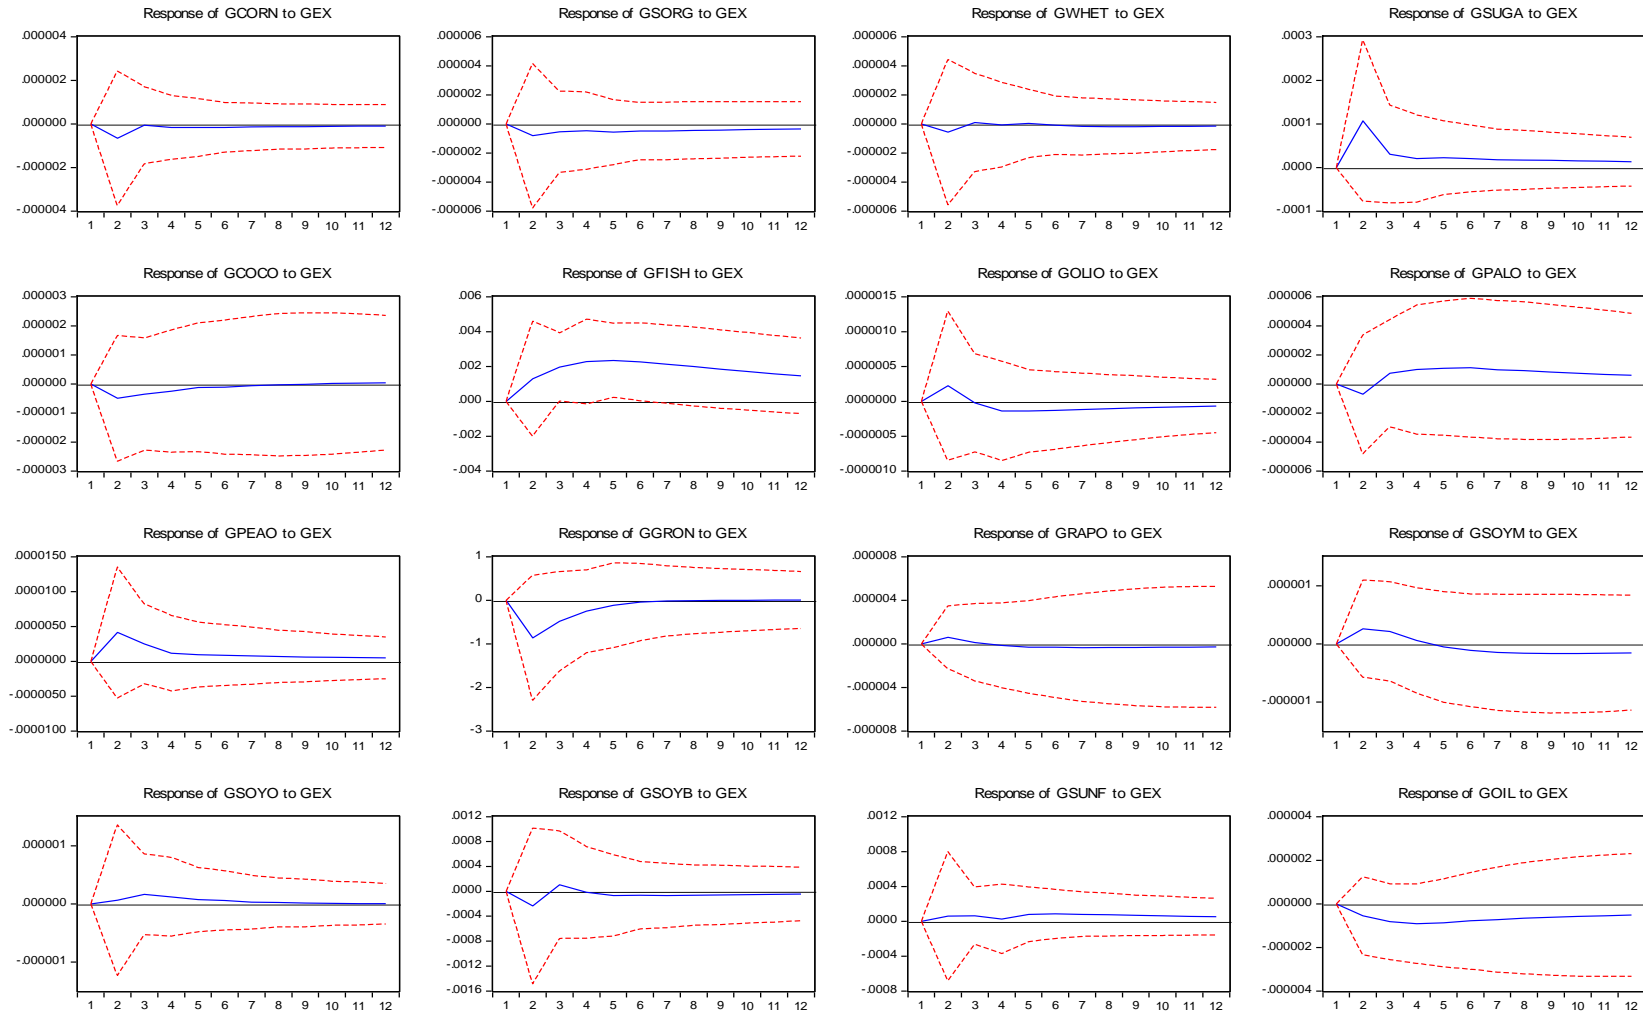 Response of GCORN to GEX
.000004
.000002
.000000
-.000002
-.000004
1 2 3 4 5 6 7 8 9 10 11 12
Response of GSORG to GEX
.000006
.000004
.000002
.000000
-.000002
-.000004
-.000006
1 2 3 4 5 6 7 8 9 10 11 12
Response of GWHET to GEX
.000006
.000004
.000002
.000000
-.000002
-.000004
-.000006
1 2 3 4 5 6 7 8 9 10 11 12
Response of GSUGA to GEX
.0003
.0002
.0001
.0000
-.0001
1 2 3 4 5 6 7 8 9 10 11 12
Response of GCOCO to GEX
.000003
.000002
.000001
.000000
-.000001
-.000002
-.000003
1 2 3 4 5 6 7 8 9 10 11 12
Response of GFISH to GEX
.006
.004
.002
.000
-.002
-.004
1 2 3 4 5 6 7 8 9 10 11 12
Response of GOLIO to GEX
.0000015
.0000010
.0000005
.0000000
-.0000005
-.0000010
1 2 3 4 5 6 7 8 9 10 11 12
Response of GPALO to GEX
.000006
.000004
.000002
.000000
-.000002
-.000004
-.000006
1 2 3 4 5 6 7 8 9 10 11 12
Response of GPEAO to GEX
.0000150
.0000100
.0000050
.0000000
-.0000050
-.0000100
1 2 3 4 5 6 7 8 9 10 11 12
Response of GGRON to GEX
1
0
-1
-2
-3
1 2 3 4 5 6 7 8 9 10 11 12
Response of GRAPO to GEX
.000008
.000004
.000000
-.000004
-.000008
1 2 3 4 5 6 7 8 9 10 11 12
Response of GSOYM to GEX
.000001
.000000
-.000001
1 2 3 4 5 6 7 8 9 10 11 12
Response of GSOYO to GEX
.000001
.000000
-.000001
1 2 3 4 5 6 7 8 9 10 11 12
Response of GSOYB to GEX
.0012
.0008
.0004
.0000
-.0004
-.0008
-.0012
-.0016
1 2 3 4 5 6 7 8 9 10 11 12
Response of GSUNF to GEX
.0012
.0008
.0004
.0000
-.0004
-.0008
1 2 3 4 5 6 7 8 9 10 11 12
Response of GOIL to GEX
.000004
.000002
.000000
-.000002
-.000004
1 2 3 4 5 6 7 8 9 10 11 12